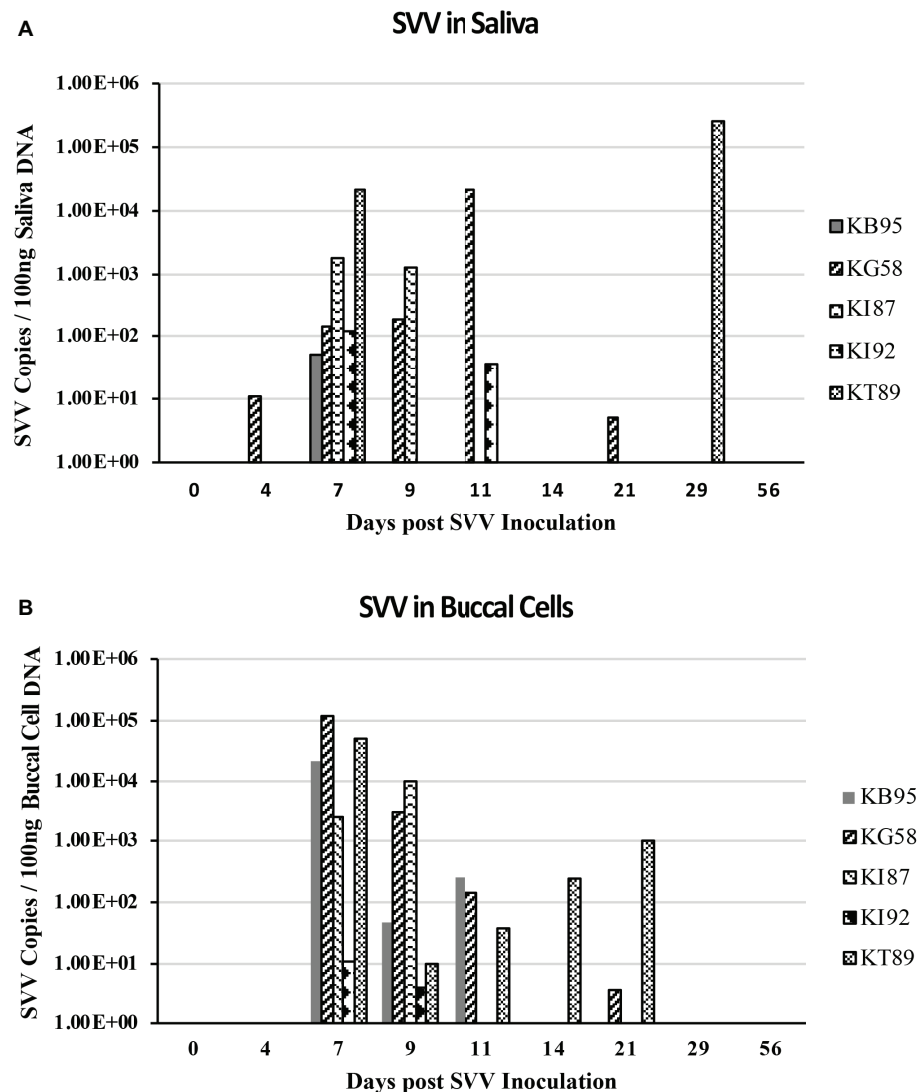 A
SVV in Saliva
SVV Copies / 100ng Saliva DNA
1.00E+06
1.00E+05
1.00E+04
1.00E+03
1.00E+02
1.00E+01
1.00E+00
0 4 7 9 11 14 21 29 56
Days post SVV Inoculation
KB95
KG58
KI87
KI92
KT89
B
SVV in Buccal Cells
SVV Copies / 100ng Buccal Cell DNA
1.00E+06
1.00E+05
1.00E+04
1.00E+03
1.00E+02
1.00E+01
1.00E+00
0 4 7 9 11 14 21 29 56
Days post SVV Inoculation
KB95
KG58
KI87
KI92
KT89